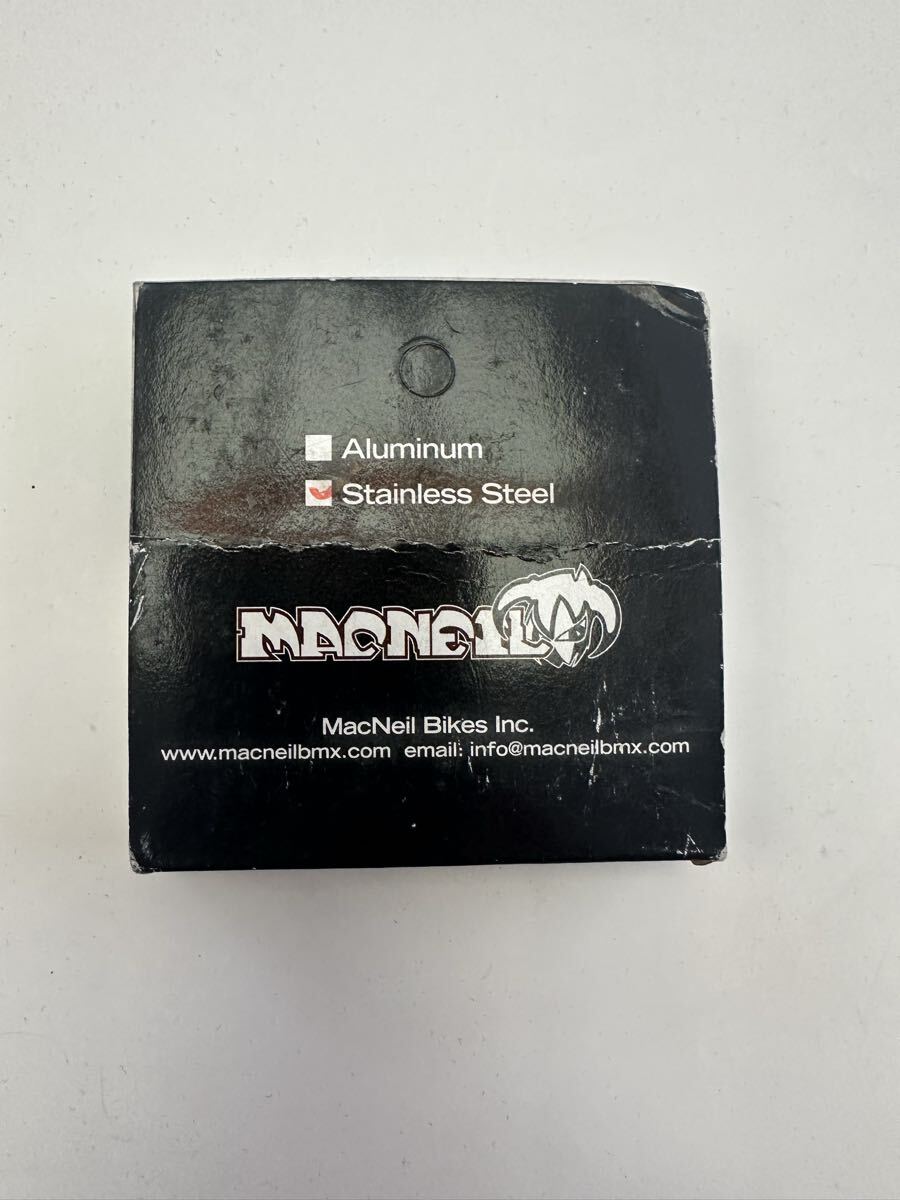 Aluminum
Stainless Steel
MACNEIL
MacNeil Bikes Inc.
www.macneilbmx.com email: info@macneilbmx.com